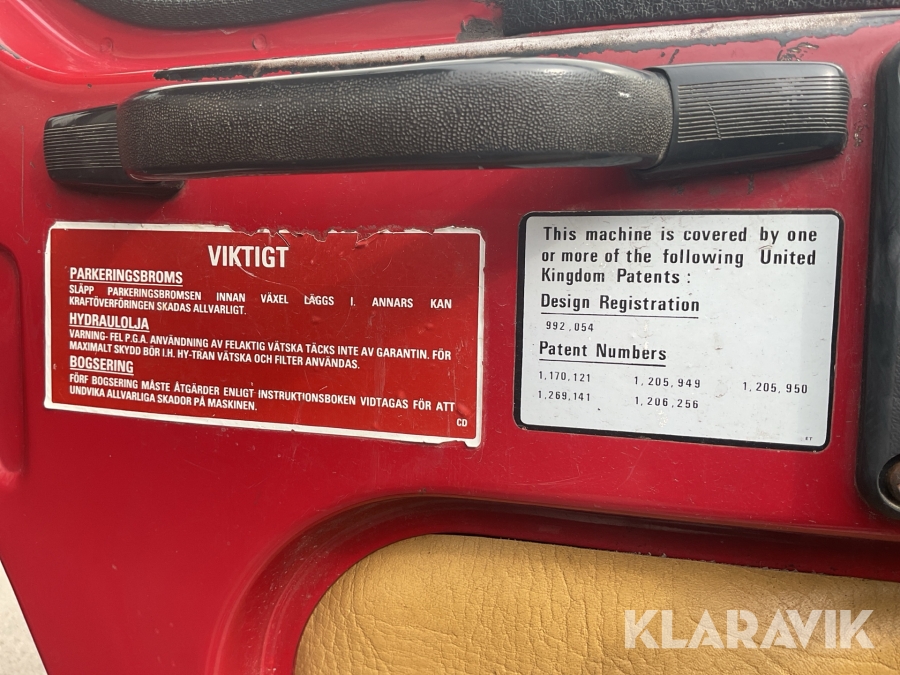 VIKTIGT
PARKERINGSBROMS
SLÄPP PARKERINGSBROMSEN INNAN VÄXEL LÄGGS I. ANNARS KAN
KRAFTÖVERFÖRINGEN SKADAS ALLVARLIGT.
HYDRAULOLJA
VARNING- FEL P.G.A. ANVÄNDNING AV FELAKTIG VÄTSKA TÄCKS INTE AV GARANTIN. FÖR
MAXIMALT SKYDD BÖR I.H. HY-TRAN VÄTSKA OCH FILTER ANVÄNDAS.
BOGSERING
FÖRF BOGSERING MÅSTE ÅTGÄRDER ENLIGT INSTRUKTIONSBOKEN VIDTAGAS FÖR ATT
UNDVIKA ALLVARLIGA SKADOR PÅ MASKINEN.
CD
This machine is covered by one
or more of the following United
Kingdom Patents :
Design Registration
992,054
Patent Numbers
1,170,121 1,205,949 1,205,950
1,269,141 1,206,256
KLARAVIK